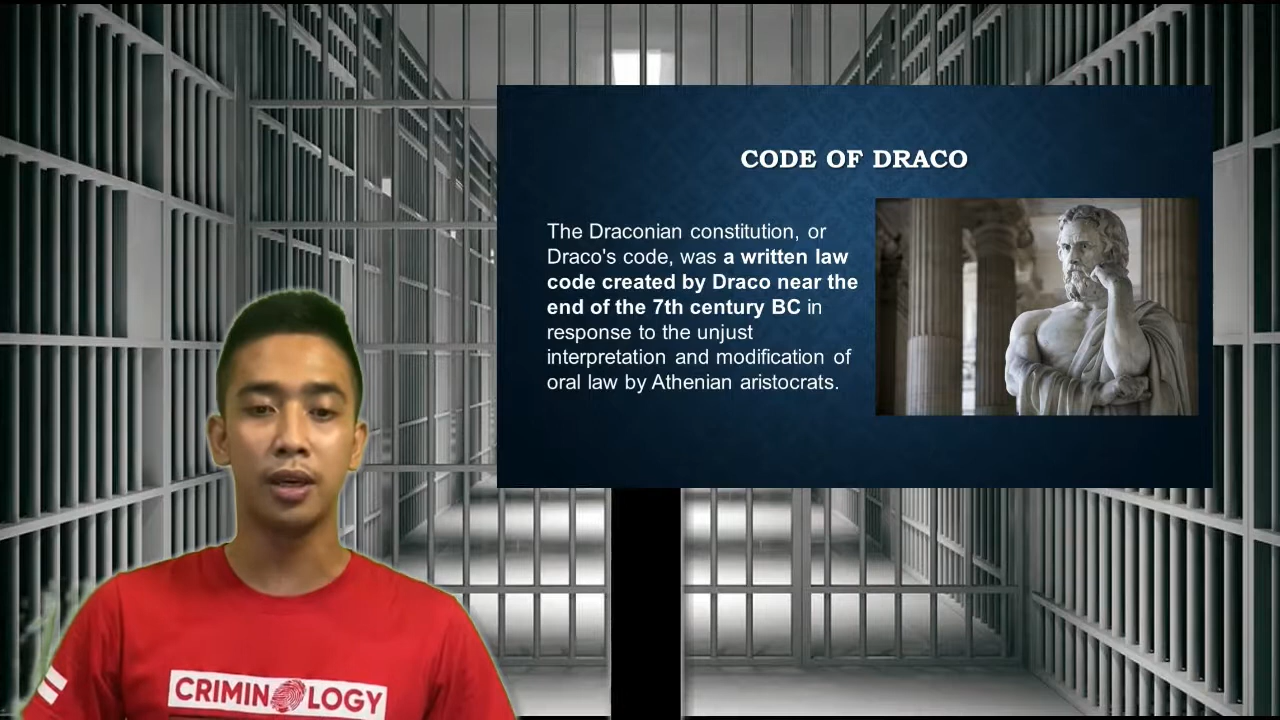 CODE OF DRACO
The Draconian constitution, or
Draco's code, was a written law
code created by Draco near the
end of the 7th century BC in
response to the unjust
interpretation and modification of
oral law by Athenian aristocrats.
CRIMINOLOGY